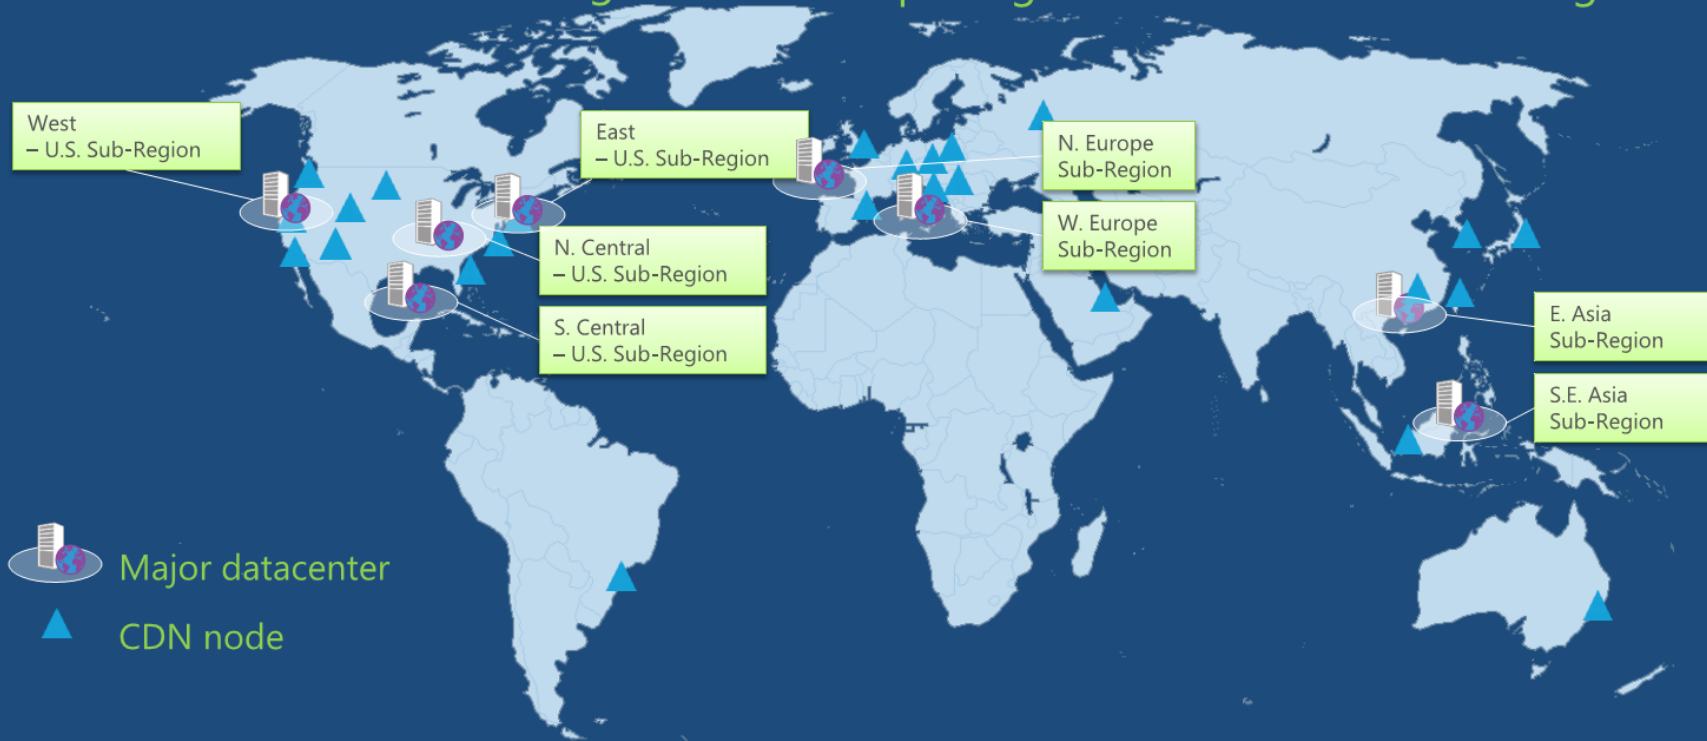 West
– U.S. Sub-Region
East
– U.S. Sub-Region
N. Europe
Sub-Region
W. Europe
Sub-Region
N. Central
– U.S. Sub-Region
S. Central
– U.S. Sub-Region
E. Asia
Sub-Region
S.E. Asia
Sub-Region
Major datacenter
CDN node